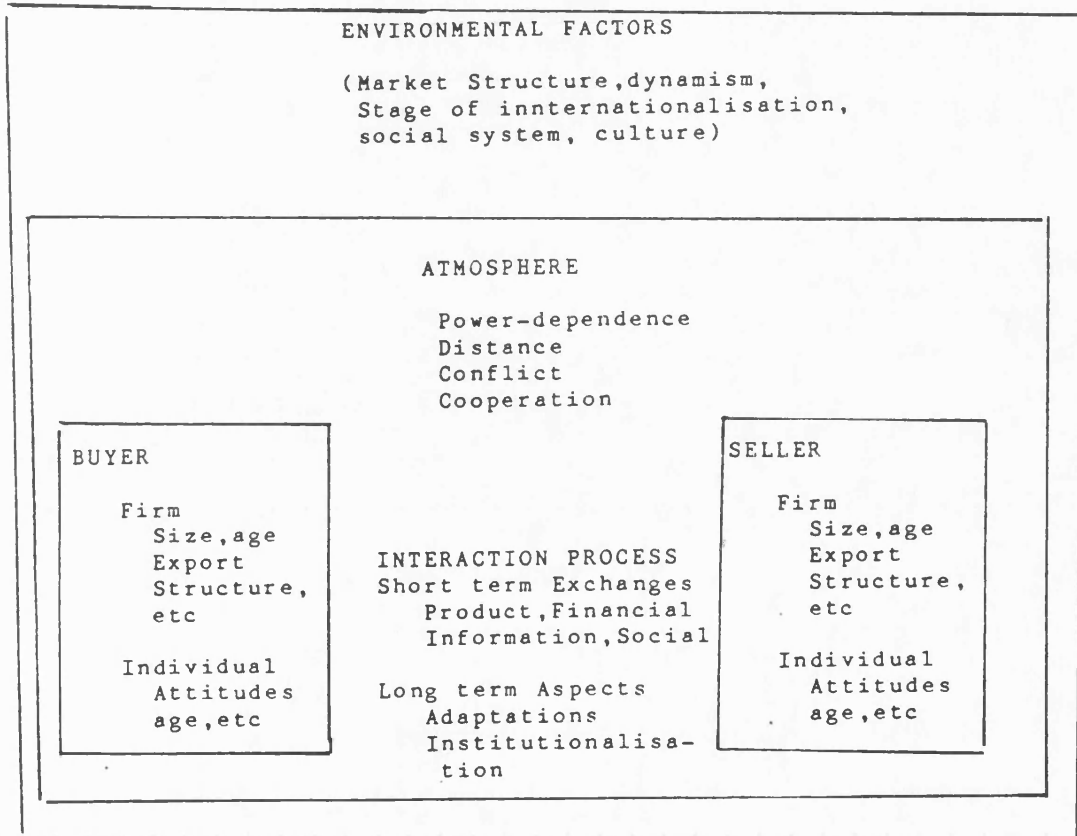 ENVIRONMENTAL FACTORS
(Market Structure,dynamism,
Stage of innternationalisation,
social system, culture)
ATMOSPHERE
Power-dependence
Distance
Conflict
Cooperation
BUYER
Firm
Size,age
Export
Structure,
etc
Individual
Attitudes
age,etc
INTERACTION PROCESS
Short term Exchanges
Product,Financial
Information,Social
Long term Aspects
Adaptations
Institutionalisa-
tion
SELLER
Firm
Size,age
Export
Structure,
etc
Individual
Attitudes
age,etc